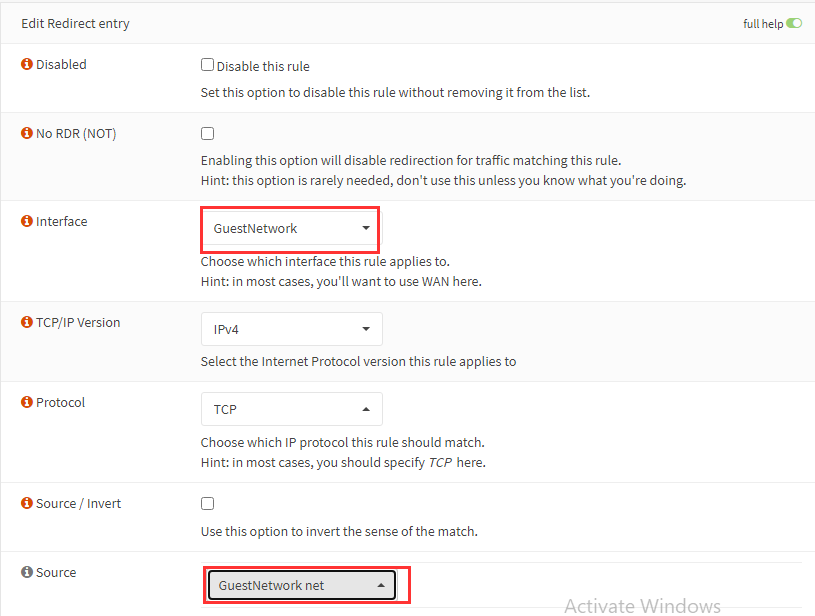 Edit Redirect entry
full help
Disabled
Disable this rule
Set this option to disable this rule without removing it from the list.
No RDR (NOT)
Enabling this option will disable redirection for traffic matching this rule.
Hint: this option is rarely needed, don't use this unless you know what you're doing.
Interface
GuestNetwork
Choose which interface this rule applies to.
Hint: in most cases, you'll want to use WAN here.
TCP/IP Version
IPv4
Select the Internet Protocol version this rule applies to
Protocol
TCP
Choose which IP protocol this rule should match.
Hint: in most cases, you should specify TCP here.
Source / Invert
Use this option to invert the sense of the match.
Source
GuestNetwork net
Activate Windows